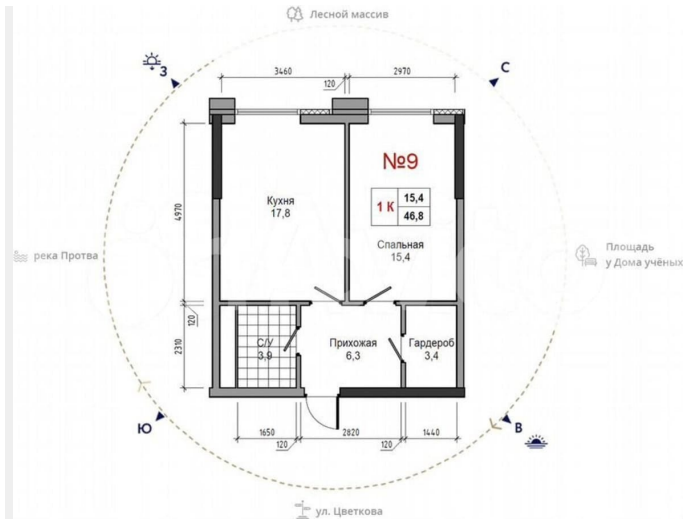 Лесной массив
3460
2970
120
З
С
№9
1 К
15,4
46,8
Кухня
17,8
Спальная
15,4
4970
120
2310
река Протва
Площадь
у Дома учёных
С/У
3,9
Прихожая
6,3
Гардероб
3,4
Ю
В
1650
120
2820
120
1440
ул. Цветкова